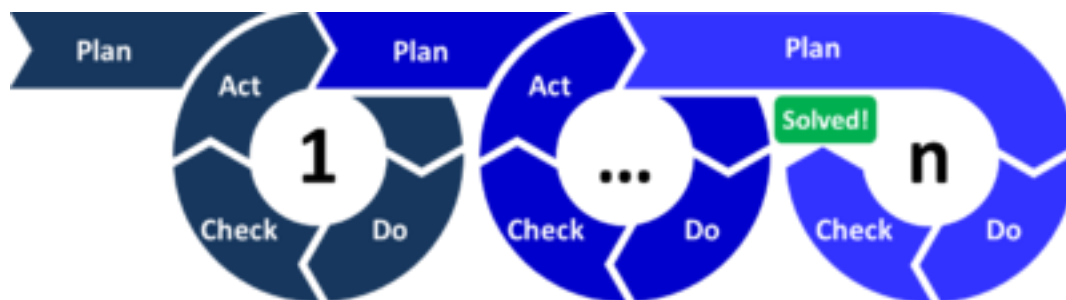 Plan
Plan
Plan
Act
Act
Solved!
1
...
n
Check
Do
Check
Do
Check
Do